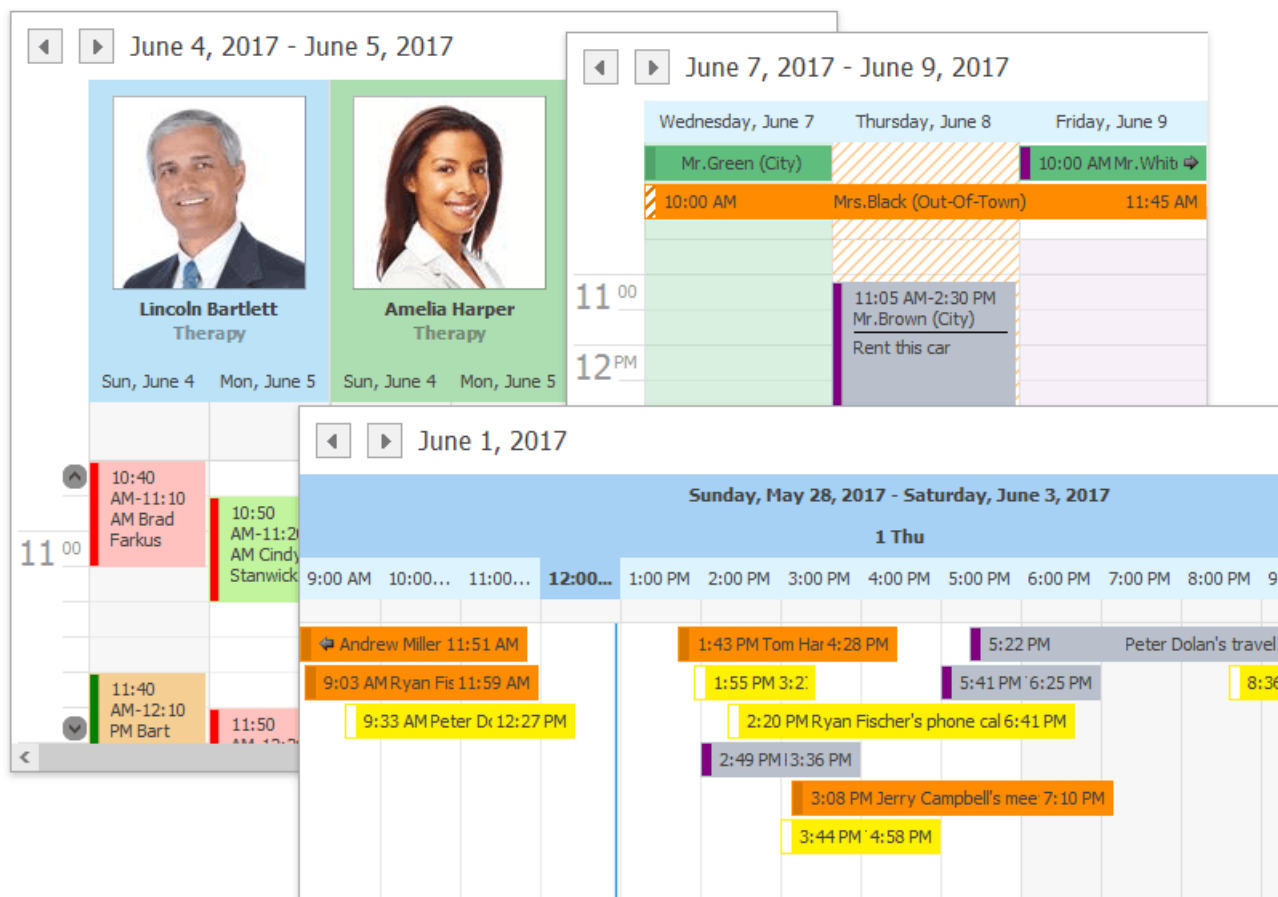 June 4, 2017 - June 5, 2017
Lincoln Bartlett
Therapy
Amelia Harper
Therapy
Sun, June 4
Mon, June 5
Sun, June 4
Mon, June 5
11 00
10:40
AM-11:10
AM Brad
Farkus
10:50
AM-11:20
AM Cindy
Stanwick
11:40
AM-12:10
PM Bart
11:50
June 7, 2017 - June 9, 2017
Wednesday, June 7
Thursday, June 8
Friday, June 9
Mr.Green (City)
10:00 AM Mr. Whit
10:00 AM
Mrs.Black (Out-Of-Town)
11:45 AM
11 00
12 PM
11:05 AM-2:30 PM
Mr.Brown (City)
Rent this car
June 1, 2017
Sunday, May 28, 2017 - Saturday, June 3, 2017
1 Thu
9:00 AM 10:00... 11:00... 12:00... 1:00 PM 2:00 PM 3:00 PM 4:00 PM 5:00 PM 6:00 PM 7:00 PM 8:00 PM 9
Andrew Miller 11:51 AM
1:43 PM Tom Har 4:28 PM
5:22 PM Peter Dolan's travel
9:03 AM Ryan Fis 11:59 AM
1:55 PM 3:2
5:41 PM 6:25 PM
8:36
9:33 AM Peter Do 12:27 PM
2:20 PM Ryan Fischer's phone cal 6:41 PM
2:49 PM 3:36 PM
3:08 PM Jerry Campbell's mee 7:10 PM
3:44 PM 4:58 PM